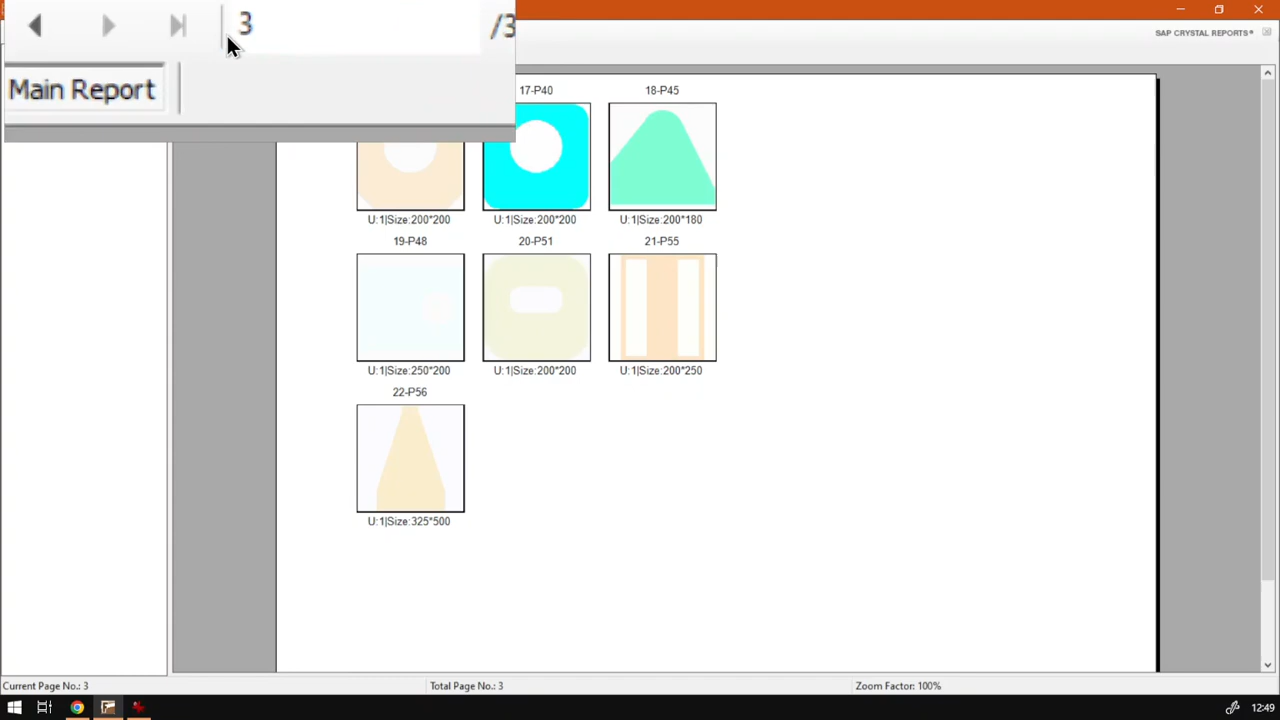 3 /3
SAP CRYSTAL REPORTS*
Main Report
17-P40 18-P45
U:1|Size:200*200 U:1|Size:200*200 U:1|Size:200*180
19-P48 20-P51 21-P55
U:1|Size:250*200 U:1|Size:200*200 U:1|Size:200*250
22-P56
U:1|Size:325*500
Current Page No.: 3 Total Page No.: 3 Zoom Factor: 100%
12:49